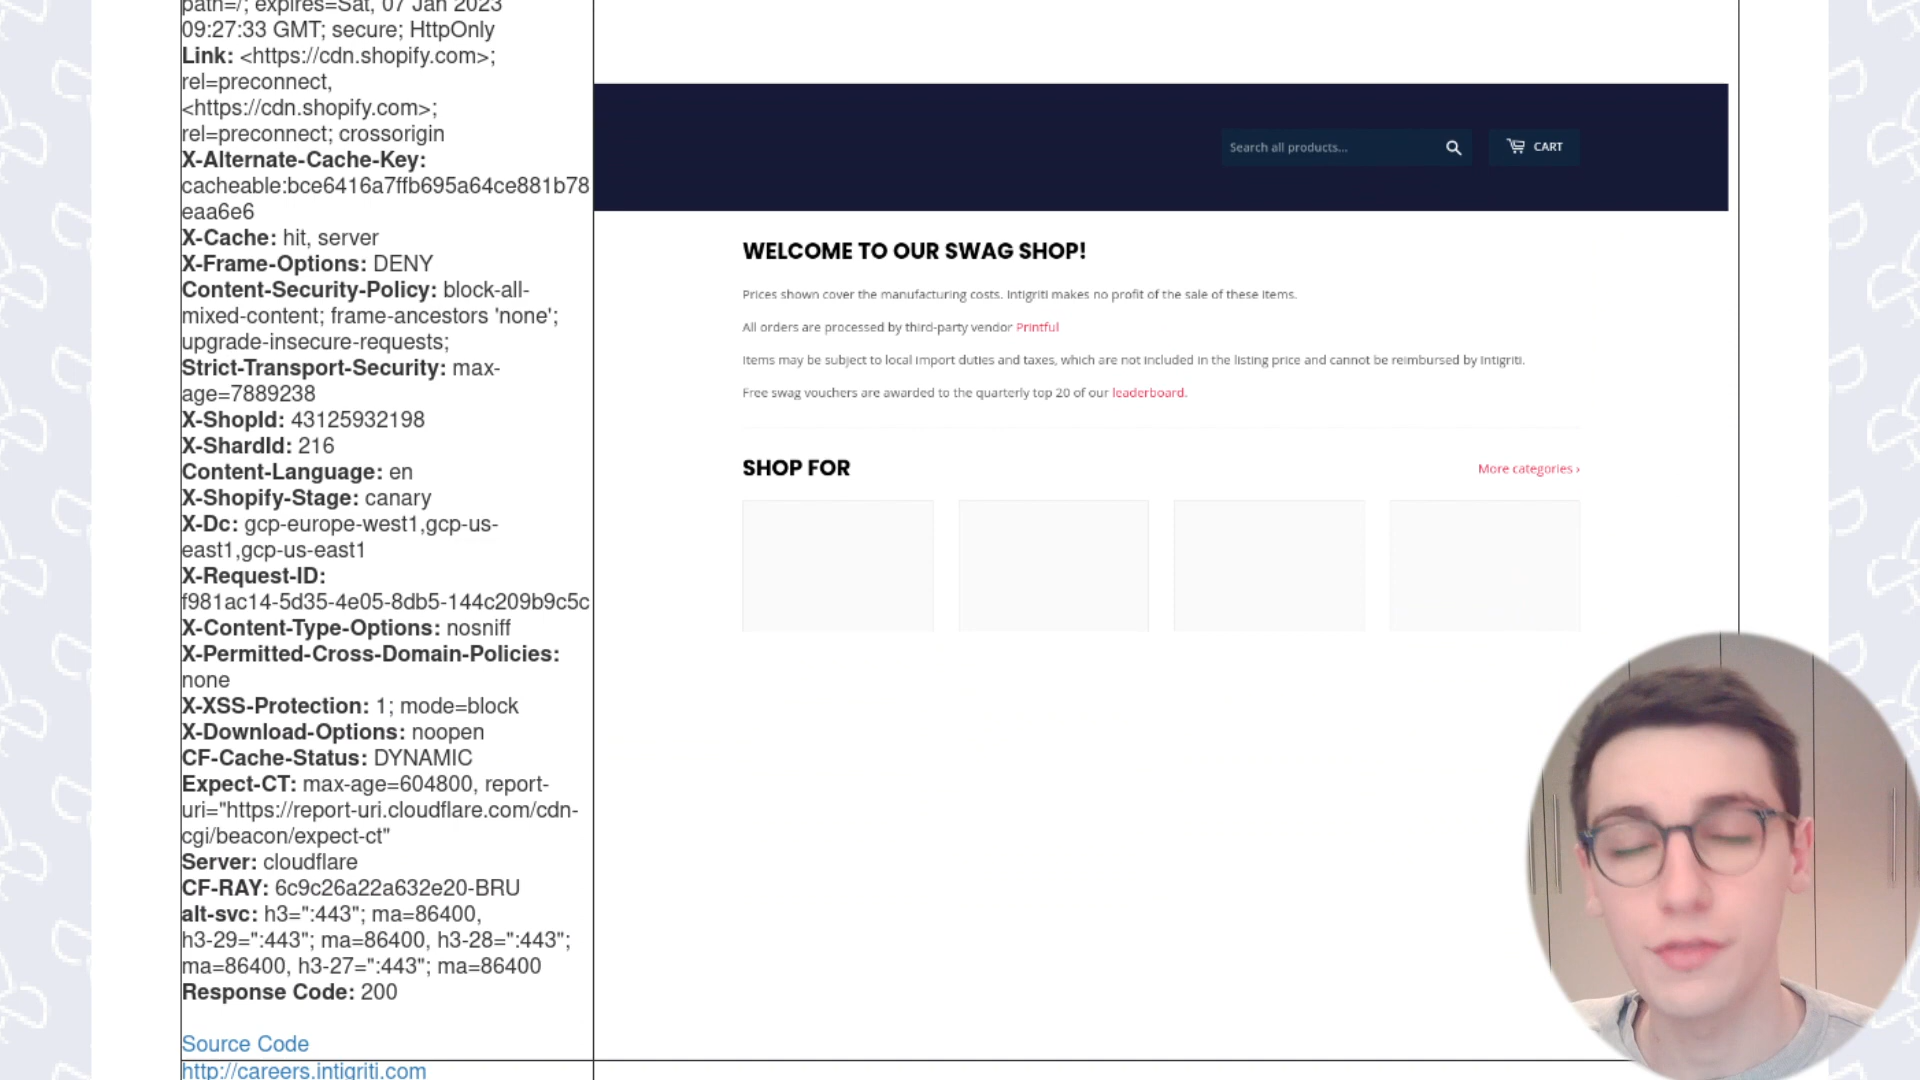 path=/; expires=Sat, 07 Jan 2023
09:27:33 GMT; secure; HttpOnly
Link: <https://cdn.shopify.com>;
rel=preconnect,
<https://cdn.shopify.com>;
rel=preconnect; crossorigin
X-Alternate-Cache-Key:
cacheable:bce6416a7ffb695a64ce881b78
eaa6e6
X-Cache: hit, server
X-Frame-Options: DENY
Content-Security-Policy: block-all-
mixed-content; frame-ancestors 'none';
upgrade-insecure-requests;
Strict-Transport-Security: max-
age=7889238
X-ShopId: 43125932198
X-ShardId: 216
Content-Language: en
X-Shopify-Stage: canary
X-Dc: gcp-europe-west1,gcp-us-
east1,gcp-us-east1
X-Request-ID:
f981ac14-5d35-4e05-8db5-144c209b9c5c
X-Content-Type-Options: nosniff
X-Permitted-Cross-Domain-Policies:
none
X-XSS-Protection: 1; mode=block
X-Download-Options: noopen
CF-Cache-Status: DYNAMIC
Expect-CT: max-age=604800, report-
uri="https://report-uri.cloudflare.com/cdn-
cgi/beacon/expect-ct"
Server: cloudflare
CF-RAY: 6c9c26a22a632e20-BRU
alt-svc: h3=":443"; ma=86400,
h3-29=":443"; ma=86400, h3-28=":443";
ma=86400, h3-27=":443"; ma=86400
Response Code: 200
Source Code
http://careers.intigriti.com
Search all products...
CART
WELCOME TO OUR SWAG SHOP!
Prices shown cover the manufacturing costs. Intigriti makes no profit of the sale of these items.
All orders are processed by third-party vendor Printful
Items may be subject to local import duties and taxes, which are not included in the listing price and cannot be reimbursed by Intigriti.
Free swag vouchers are awarded to the quarterly top 20 of our leaderboard.
SHOP FOR
More categories ›